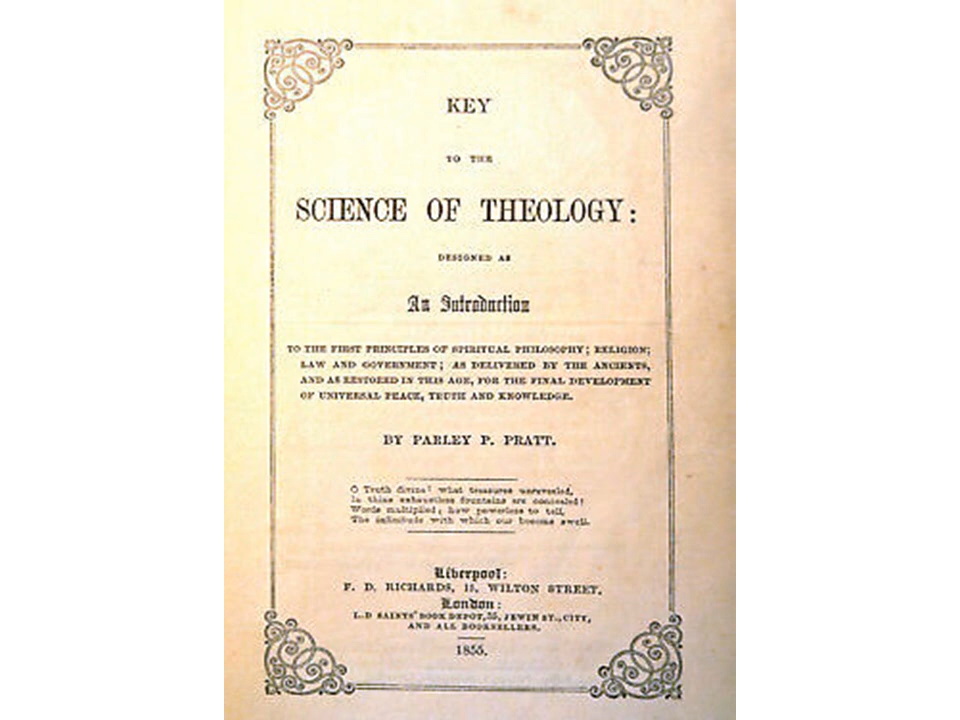 KEY
TO THE
SCIENCE OF THEOLOGY:
DESIGNED AS
An Introduction
TO THE FIRST PRINCIPLES OF SPIRITUAL PHILOSOPHY; RELIGION;
LAW AND GOVERNMENT; AS DELIVERED BY THE ANCIENTS,
AND AS RESTORED IN THIS AGE, FOR THE FINAL DEVELOPMENT
OF UNIVERSAL PEACE, TRUTH AND KNOWLEDGE.
BY PARLEY P. PRATT.
O Truth divine! what treasures unrevealed,
In thine exhaustless fountains are concealed!
Words multiplied; how powerless to tell,
The infinitude with which our bosoms swell.
Liverpool:
F. D. RICHARDS, 15, WILTON STREET.
London:
L.D SAINTS' BOOK DEPOT, 35, JEWIN ST., CITY,
AND ALL BOOKSELLERS.
1855.